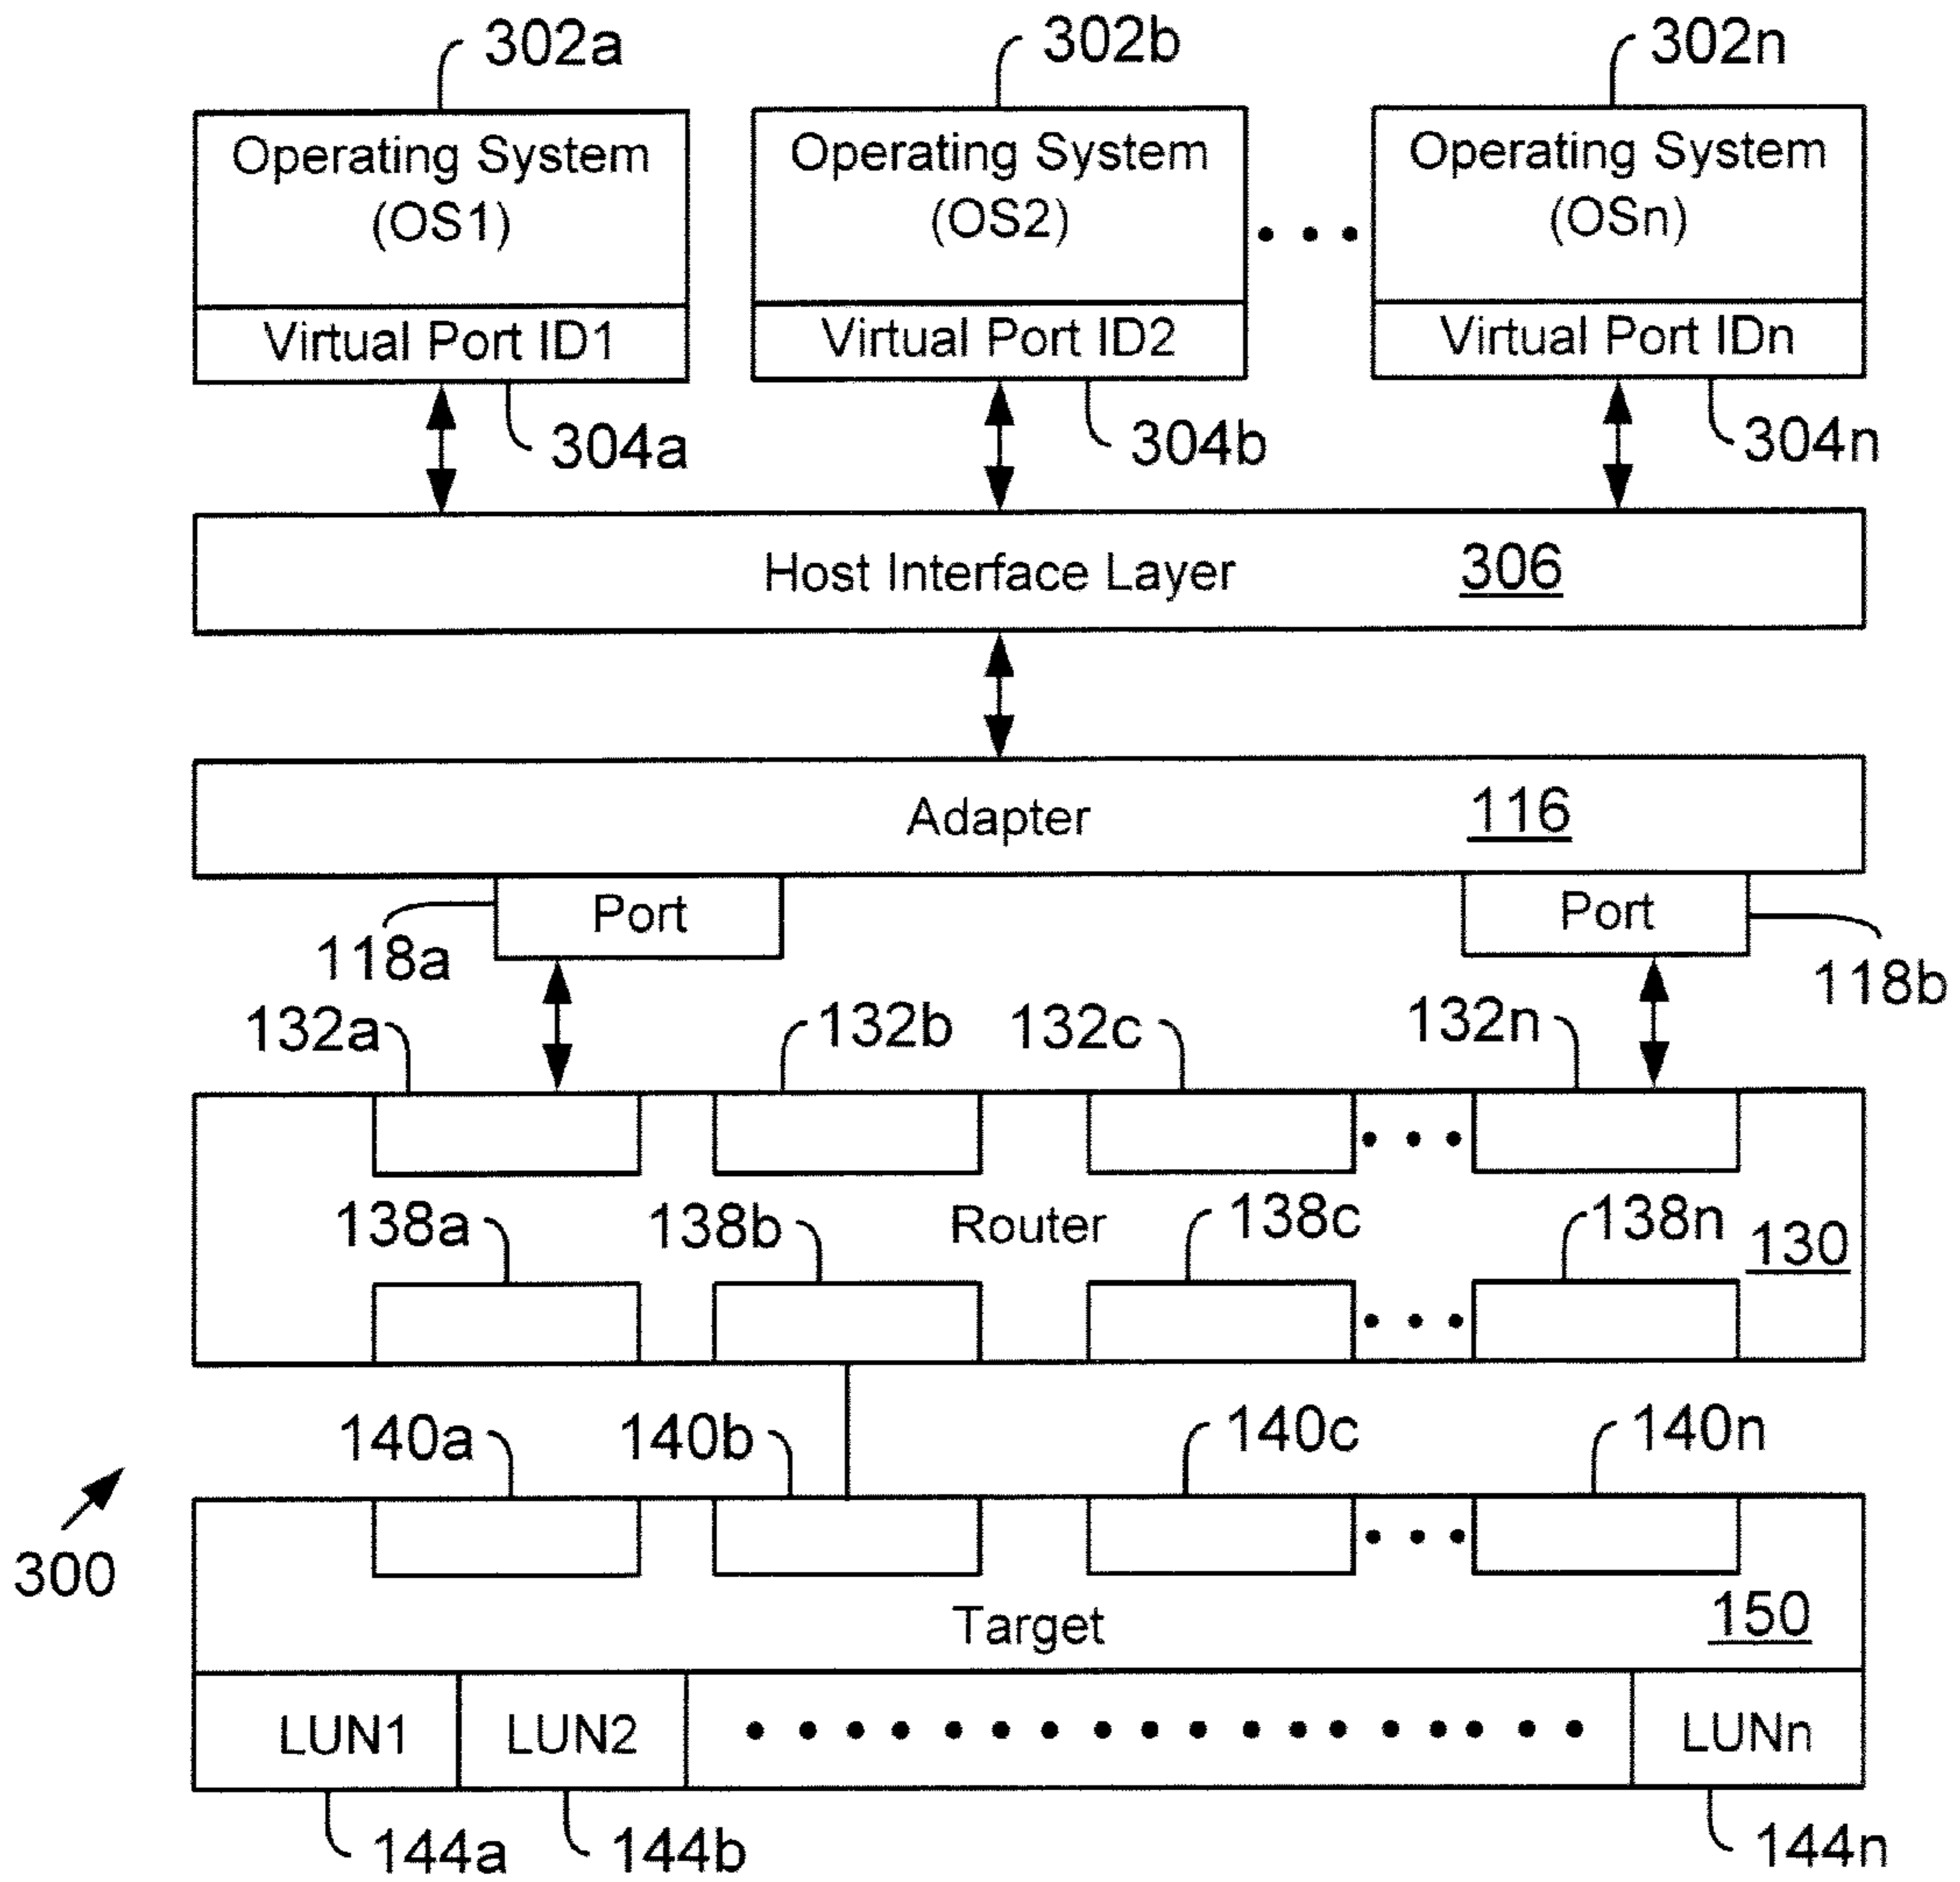 302a
302b
302n
Operating System
(OS1)
Operating System
(OS2)
Operating System
(OSn)
Virtual Port ID1
Virtual Port ID2
Virtual Port IDn
304a
304b
304n
Host Interface Layer 306
Adapter 116
Port
Port
118a
118b
132a
132b
132c
132n
138a
138b
Router
138c
138n
130
140a
140b
140c
140n
300
Target
150
LUN1
LUN2
LUNn
144a
144b
144n